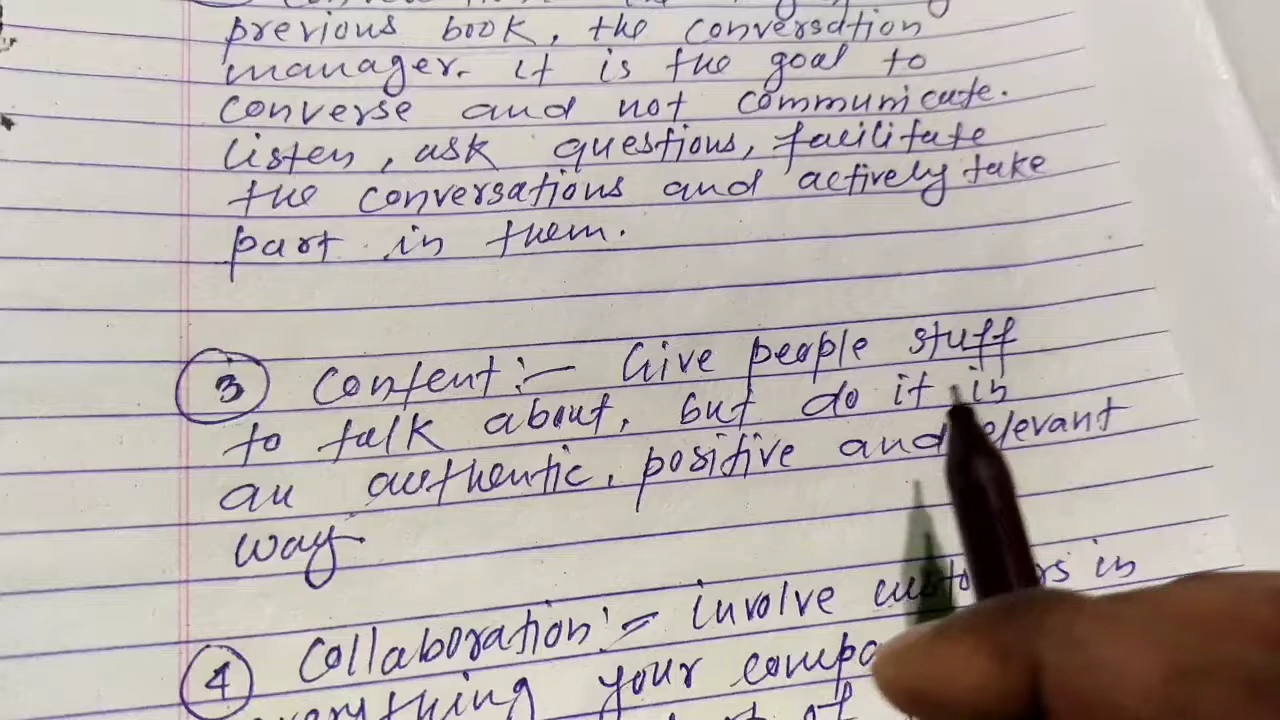 previous book, the conversation
manager. it is the goal to
converse and not communicate.
Listen, ask questions, facilitate
the conversations and actively take
part in them.
3 Content:- Give people stuff
to talk about, but do it in
an authentic, positive and relevant
way.
4 Collaboration:- involve customers in
everything your
of